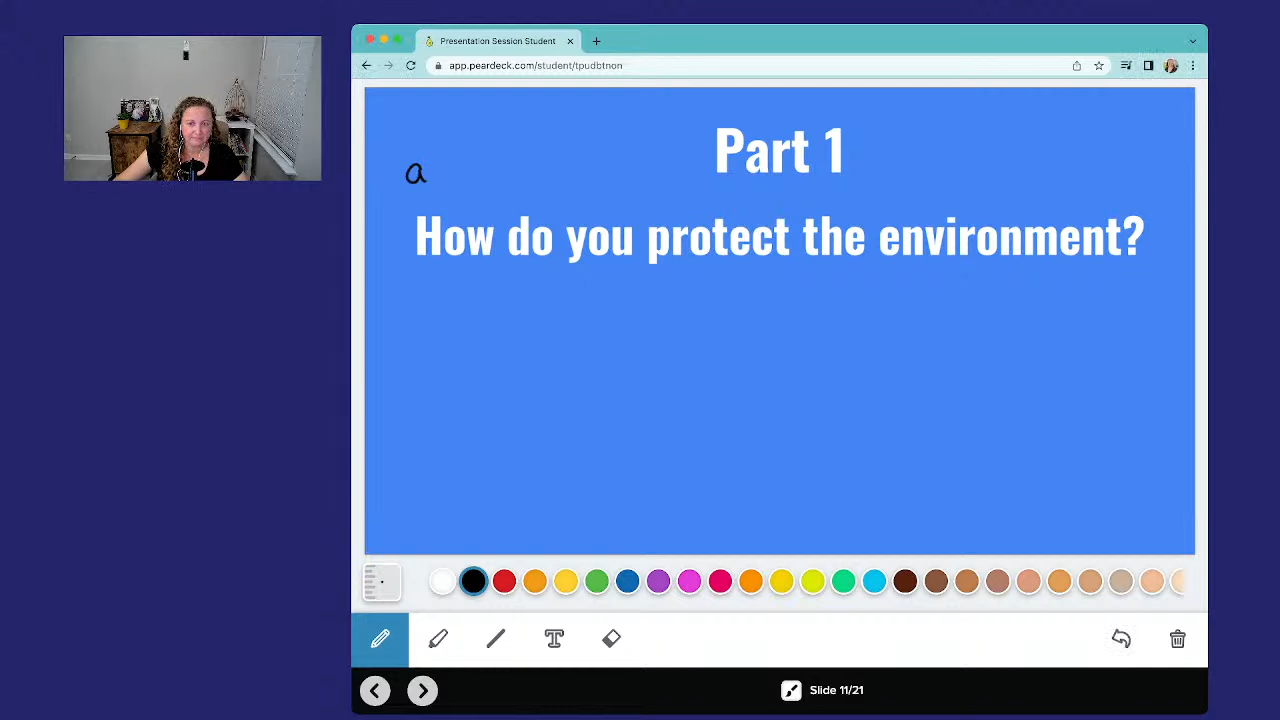 Presentation Session Student
app.peardeck.com/student/tpudbtnon
Part 1
a
How do you protect the environment?
T
Slide 11/21